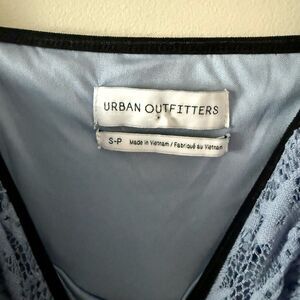 URBAN OUTFITTERS
S-P Made in Vietnam / Fabriqué au Vietnam